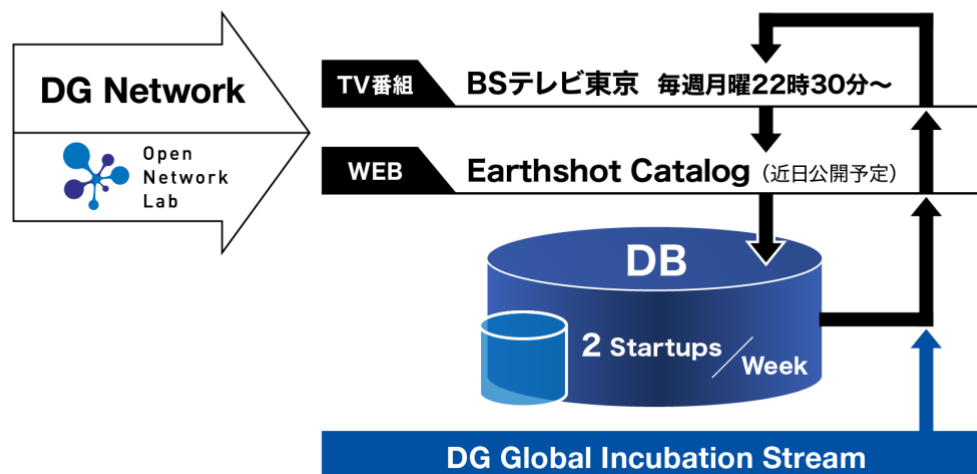 DG Network
Open
Network
Lab
TV番組 BSテレビ東京 毎週月曜22時30分〜
WEB Earthshot Catalog (近日公開予定)
DB
2 Startups／Week
DG Global Incubation Stream